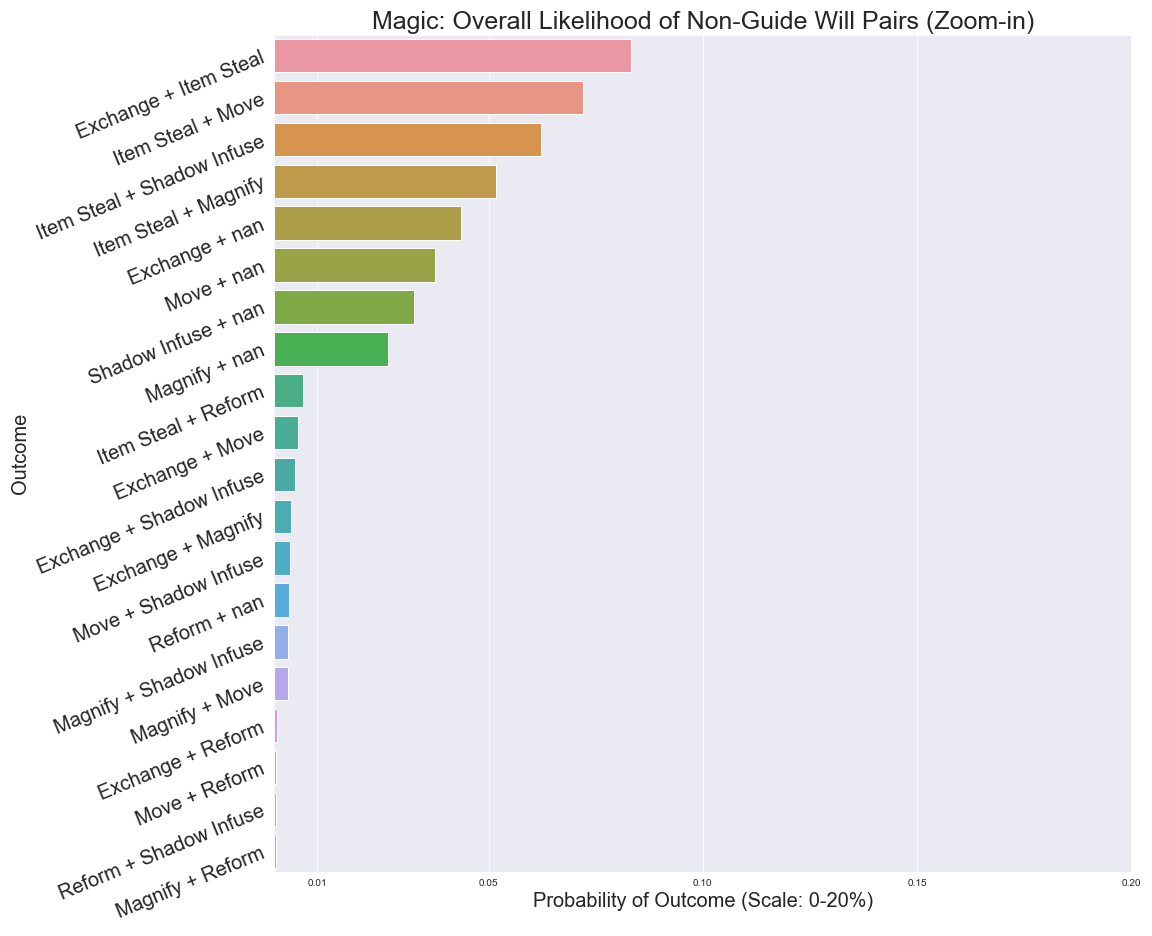 Magic: Overall Likelihood of Non-Guide Will Pairs (Zoom-in)
Exchange + Item Steal
Item Steal + Move
Item Steal + Shadow Infuse
Item Steal + Magnify
Exchange + nan
Move + nan
Shadow Infuse + nan
Magnify + nan
Item Steal + Reform
Exchange + Move
Exchange + Shadow Infuse
Exchange + Magnify
Move + Shadow Infuse
Reform + nan
Magnify + Shadow Infuse
Magnify + Move
Exchange + Reform
Move + Reform
Reform + Shadow Infuse
Magnify + Reform
Outcome
0.01 0.05 0.10 0.15 0.20
Probability of Outcome (Scale: 0-20%)